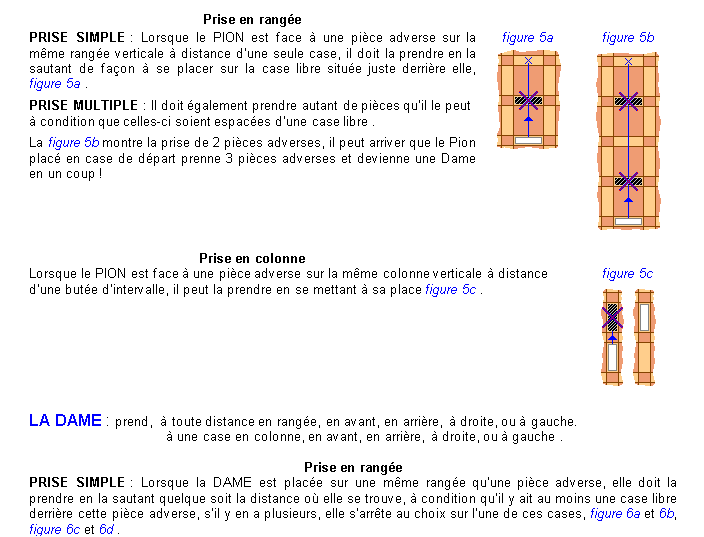 Prise en rangée
PRISE SIMPLE : Lorsque le PION est face à une pièce adverse sur la
même rangée verticale à distance d'une seule case, il doit la prendre en la
sautant de façon à se placer sur la case libre située juste derrière elle,
figure 5a .
figure 5a
figure 5b
PRISE MULTIPLE : Il doit également prendre autant de pièces qu'il le peut
à condition que celles-ci soient espacées d'une case libre .
La figure 5b montre la prise de 2 pièces adverses, il peut arriver que le Pion
placé en case de départ prenne 3 pièces adverses et devienne une Dame
en un coup !
Prise en colonne
Lorsque le PION est face à une pièce adverse sur la même colonne verticale à distance
d'une butée d'intervalle, il peut la prendre en se mettant à sa place figure 5c .
figure 5c
LA DAME : prend, à toute distance en rangée, en avant, en arrière, à droite, ou à gauche.
à une case en colonne, en avant, en arrière, à droite, ou à gauche .
Prise en rangée
PRISE SIMPLE : Lorsque la DAME est placée sur une même rangée qu'une pièce adverse, elle doit la
prendre en la sautant quelque soit la distance où elle se trouve, à condition qu'il y ait au moins une case libre
derrière cette pièce adverse, s'il y en a plusieurs, elle s'arrête au choix sur l'une de ces cases, figure 6a et 6b,
figure 6c et 6d .